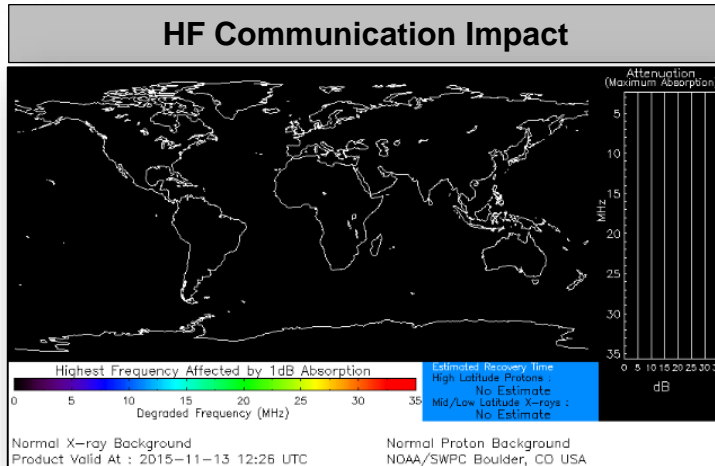 HF Communication Impact
Attenuation
(Maximum Absorption)
5
10
15
20
25
30
35
MHz
0 5 10 15 20 25 30
dB
Highest Frequency Affected by 1dB Absorption
0 5 10 15 20 25 30 35
Degraded Frequency (MHz)
Estimated Recovery Time
High Latitude Protons :
No Estimate
Mid/Low Latitude X-rays :
No Estimate
Normal X-ray Background
Product Valid At : 2015-11-13 12:26 UTC
Normal Proton Background
NOAA/SWPC Boulder, CO USA